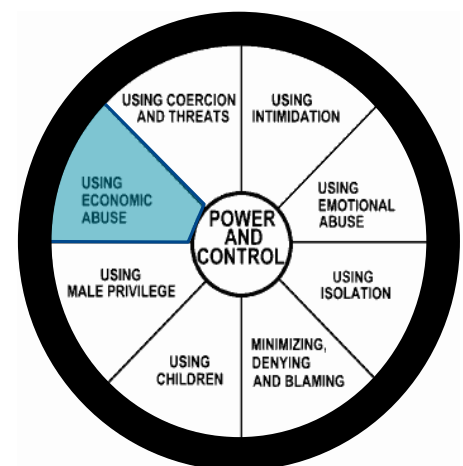 USING COERCION
AND THREATS
USING
INTIMIDATION
USING
EMOTIONAL
ABUSE
USING
ISOLATION
MINIMIZING,
DENYING
AND BLAMING
USING
CHILDREN
USING
MALE PRIVILEGE
USING
ECONOMIC
ABUSE
POWER
AND
CONTROL